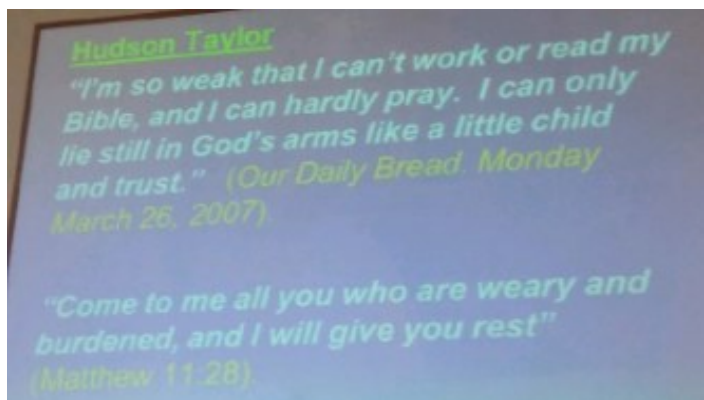 Hudson Taylor
"I'm so weak that I can't work or read my
Bible, and I can hardly pray. I can only
lie still in God's arms like a little child
and trust." (Our Daily Bread. Monday
March 26, 2007).
"Come to me all you who are weary and
burdened, and I will give you rest"
(Matthew 11:28).